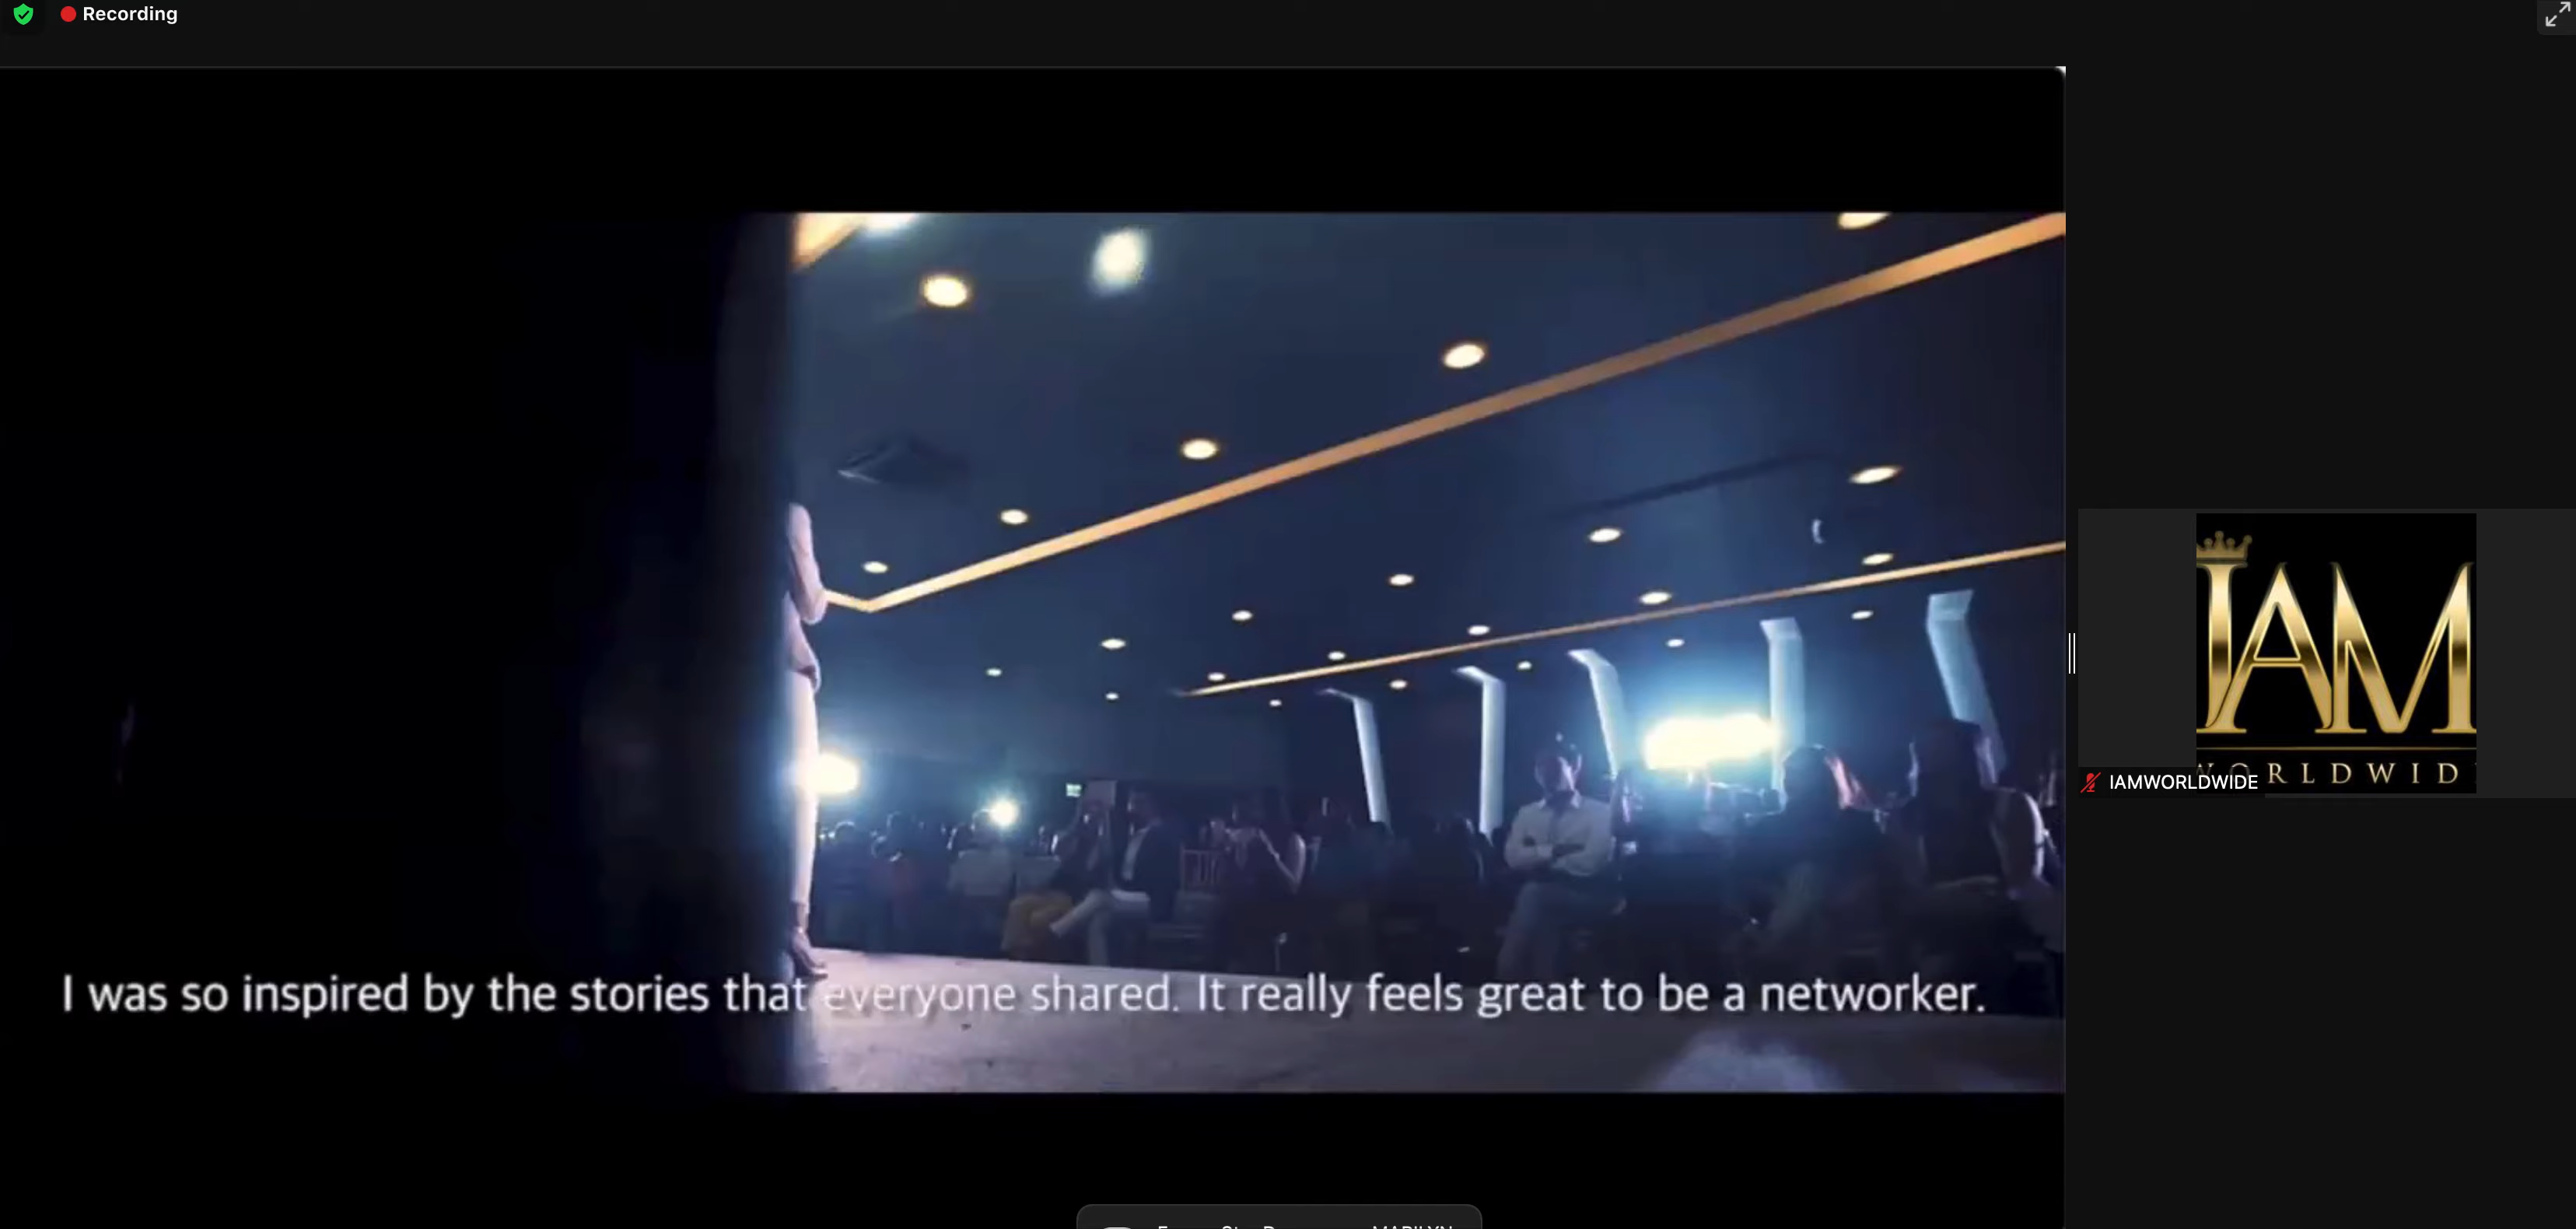 Recording
IAM
WORLDWID
IAMWORLDWIDE
I was so inspired by the stories that everyone shared. It really feels great to be a networker.